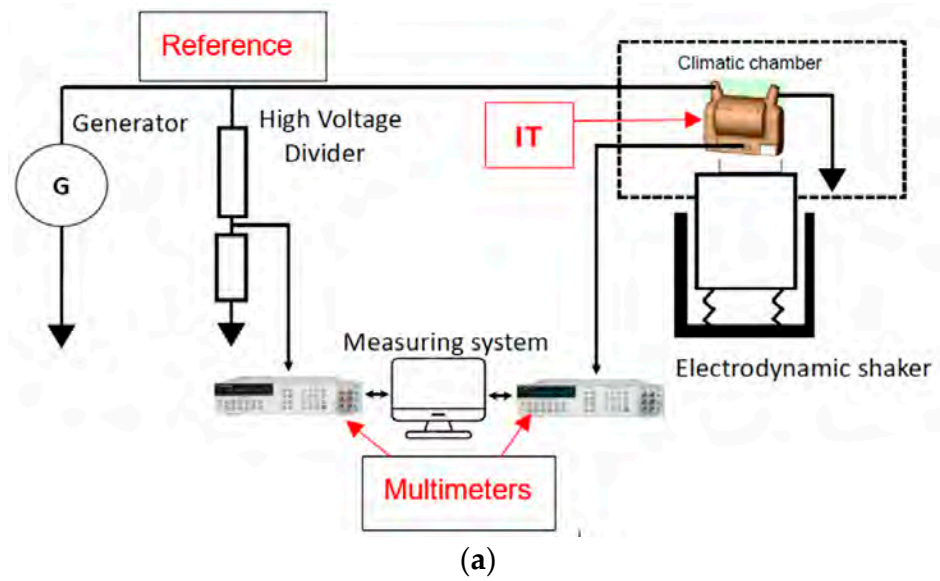 Reference
Climatic chamber
Generator
High Voltage
Divider
IT
G
Measuring system
Electrodynamic shaker
Multimeters
(a)